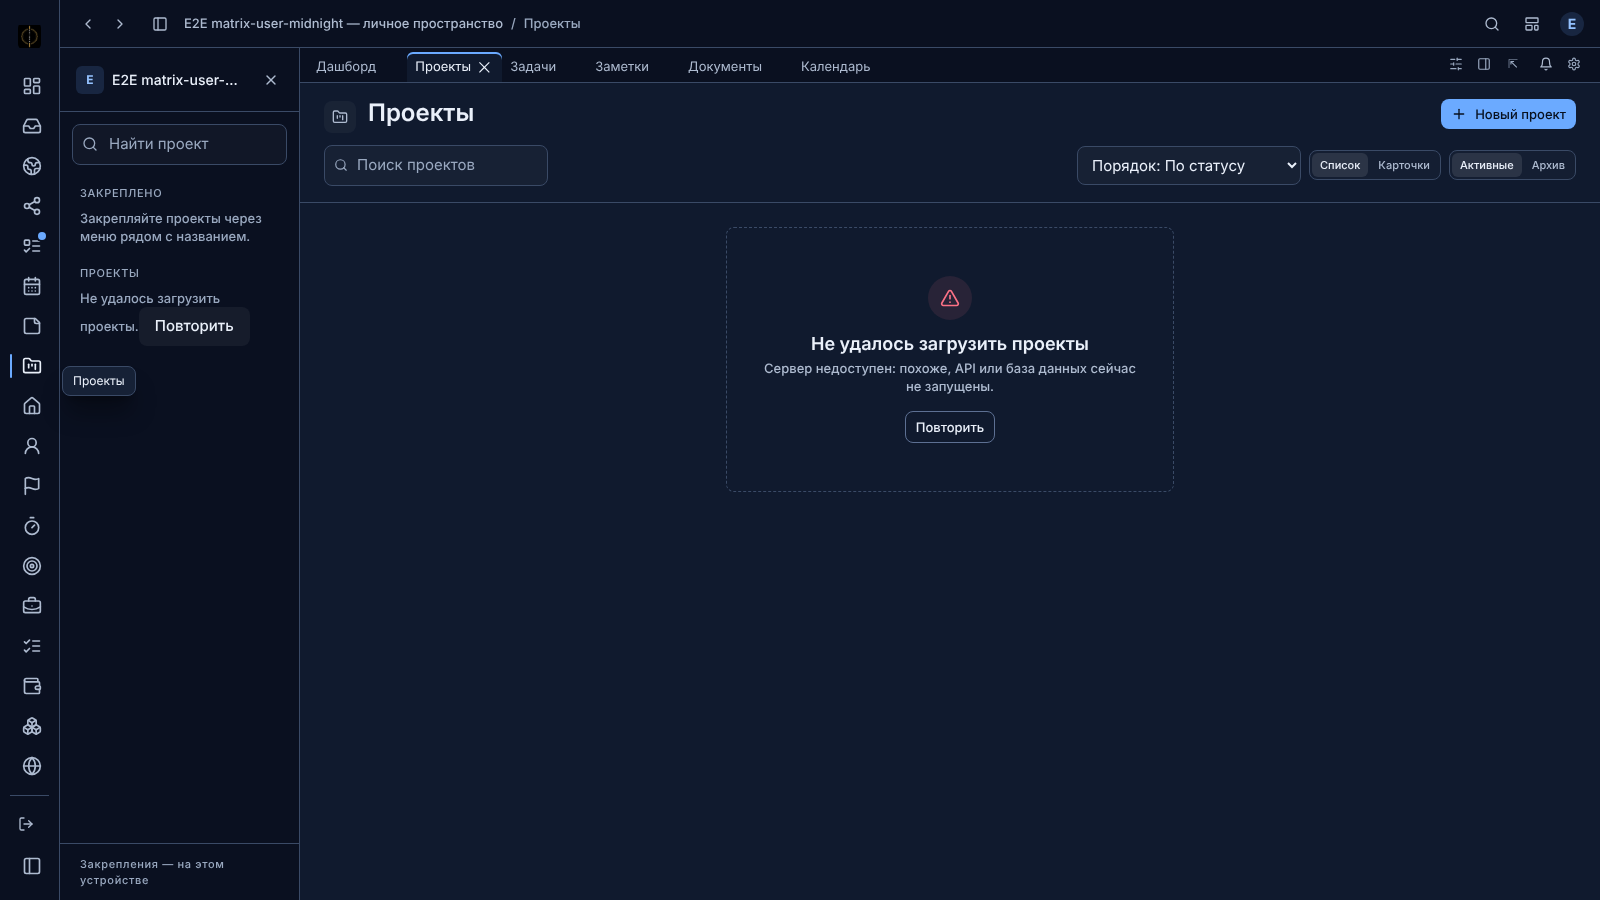 E2E matrix-user-midnight — личное пространство / Проекты
E
E E2E matrix-user-...
Дашборд Проекты Задачи Заметки Документы Календарь
Проекты
Новый проект
Найти проект
Поиск проектов
Порядок: По статусу
Список Карточки
Активные Архив
ЗАКРЕПЛЕНО
Закрепляйте проекты через
меню рядом с названием.
ПРОЕКТЫ
Не удалось загрузить
проекты. Повторить
Проекты
Не удалось загрузить проекты
Сервер недоступен: похоже, API или база данных сейчас
не запущены.
Повторить
Закрепления — на этом
устройстве